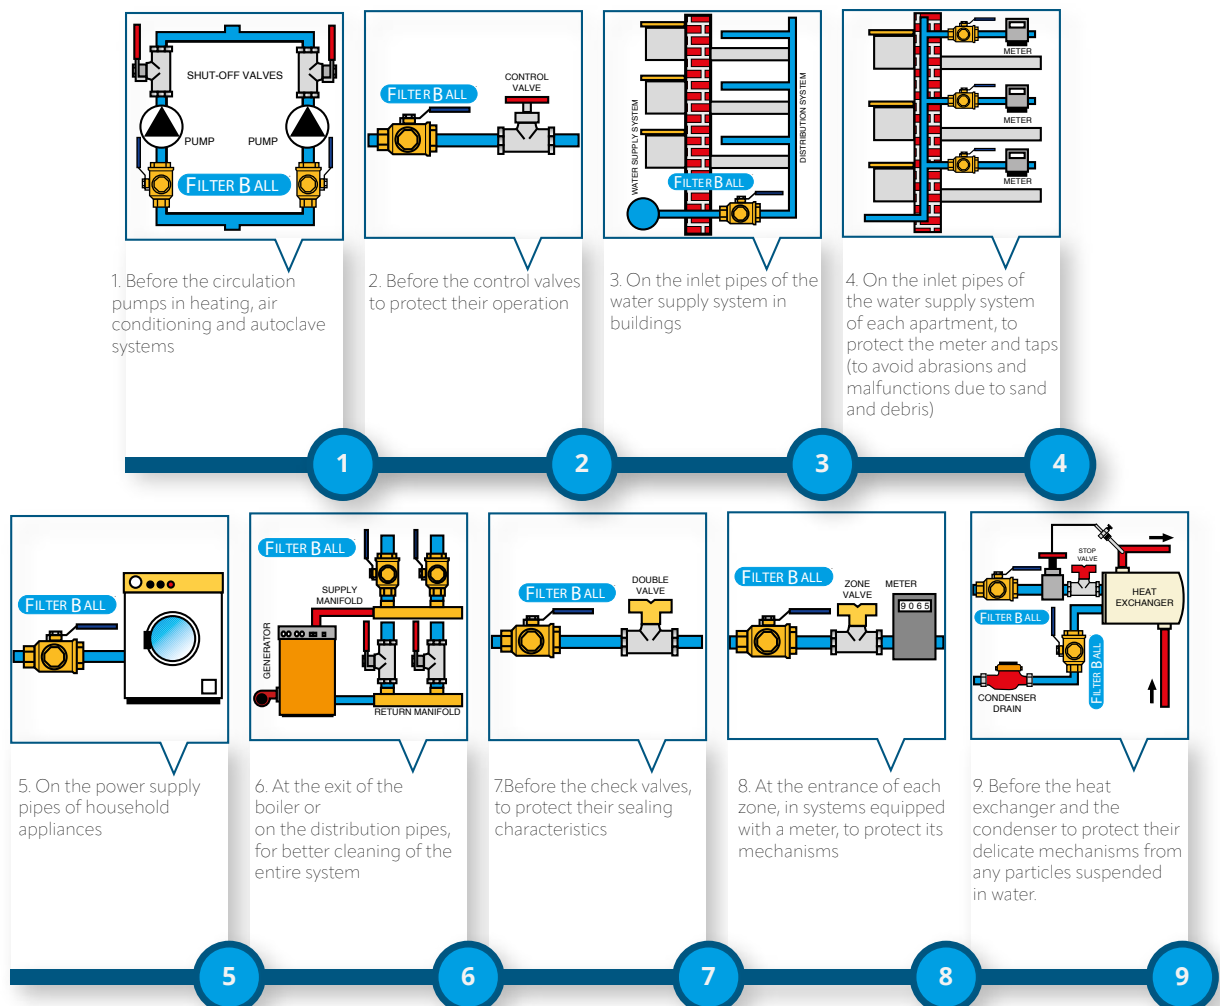 SHUT-OFF VALVES
PUMP
PUMP
FILTER BALL
1. Before the circulation
pumps in heating, air
conditioning and autoclave
systems
1
FILTER BALL
CONTROL
VALVE
2. Before the control valves
to protect their operation
2
WATER SUPPLY SYSTEM
DISTRIBUTION SYSTEM
FILTER BALL
3. On the inlet pipes of the
water supply system in
buildings
3
METER
METER
METER
4. On the inlet pipes of
the water supply system
of each apartment, to
protect the meter and taps
(to avoid abrasions and
malfunctions due to sand
and debris)
4
FILTER BALL
5. On the power supply
pipes of household
appliances
5
FILTER BALL
SUPPLY
MANIFOLD
GENERATOR
RETURN MANIFOLD
6. At the exit of the
boiler or
on the distribution pipes,
for better cleaning of the
entire system
6
FILTER BALL
DOUBLE
VALVE
7.Before the check valves,
to protect their sealing
characteristics
7
FILTER BALL
ZONE
VALVE
METER
9065
8. At the entrance of each
zone, in systems equipped
with a meter, to protect its
mechanisms
8
STOP
VALVE
HEAT
EXCHANGER
FILTER BALL
FILTER BALL
CONDENSER
DRAIN
9. Before the heat
exchanger and the
condenser to protect their
delicate mechanisms from
any particles suspended
in water.
9